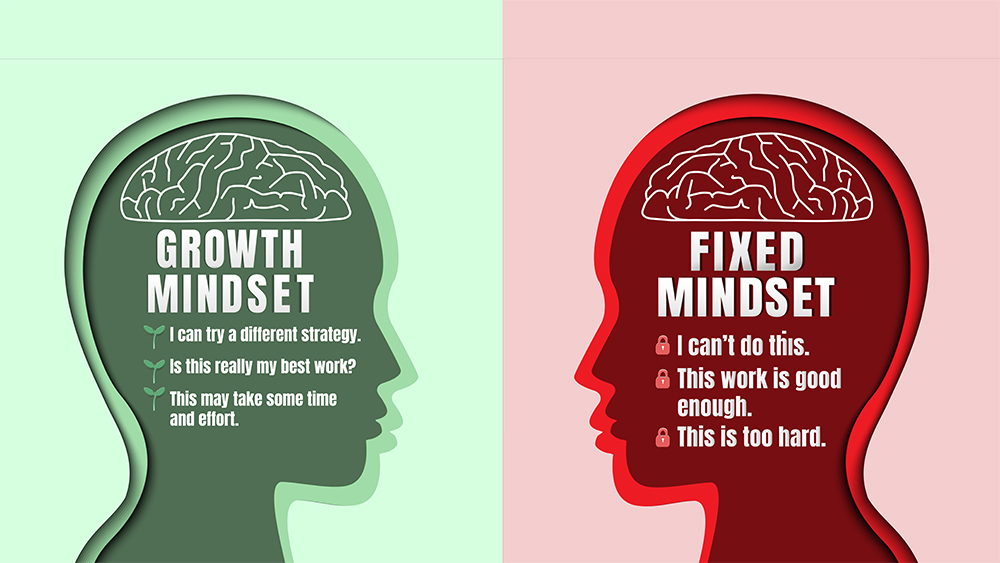 GROWTH
MINDSET
I can try a different strategy.
Is this really my best work?
This may take some time
and effort.
FIXED
MINDSET
I can't do this.
This work is good
enough.
This is too hard.